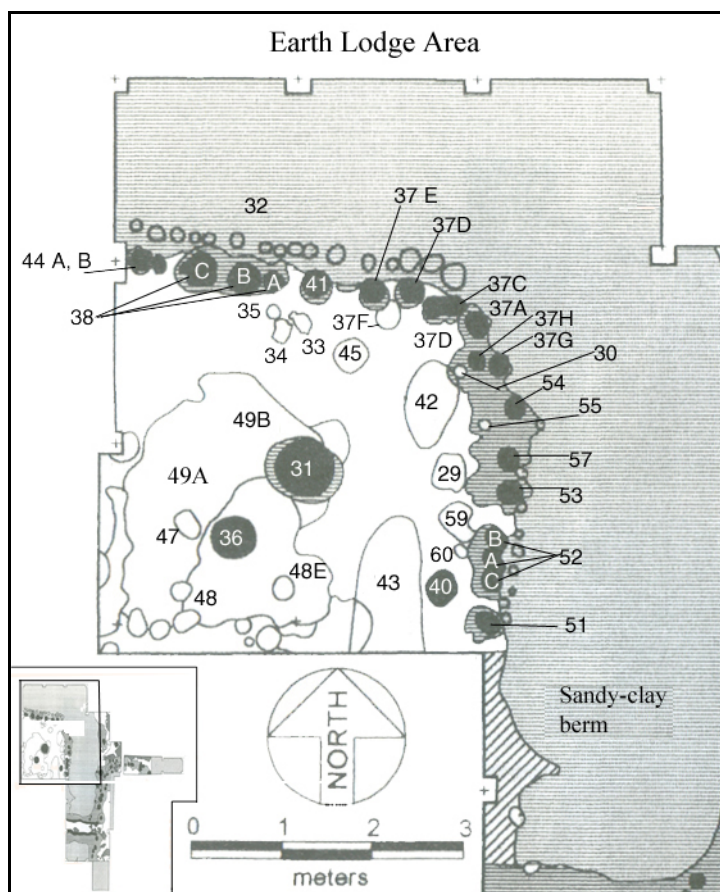 Earth Lodge Area
37 E
32
37D
44 A, B
C
B
A
41
37C
37A
38
35
37F
37D
37H
34
33
45
37G
30
42
54
49B
55
31
49A
29
57
53
59
47
36
B
60
A
52
48E
C
48
43
40
51
Sandy-clay
berm
NORTH
0 1 2 3
meters